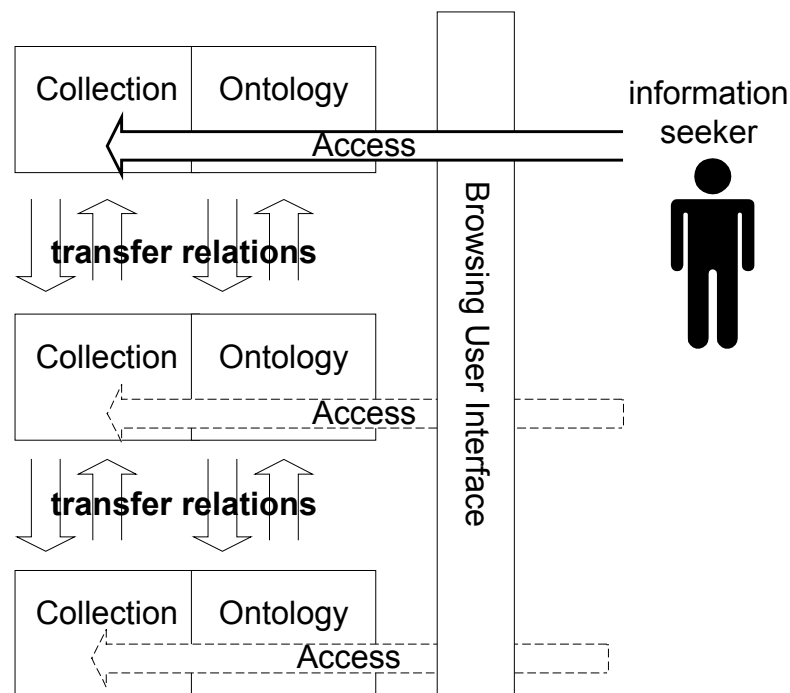 Collection Ontology
information
seeker
Access
Browsing User Interface
transfer relations
Collection Ontology
Access
transfer relations
Collection Ontology
Access